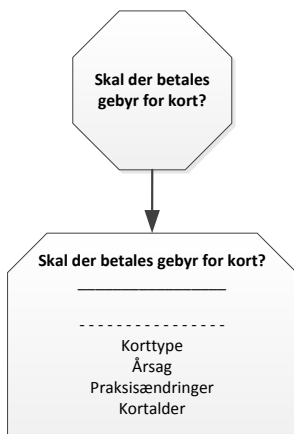 Skal der betales
gebyr for kort?
Skal der betales gebyr for kort?
Korttype
Årsag
Praksisændringer
Kortalder